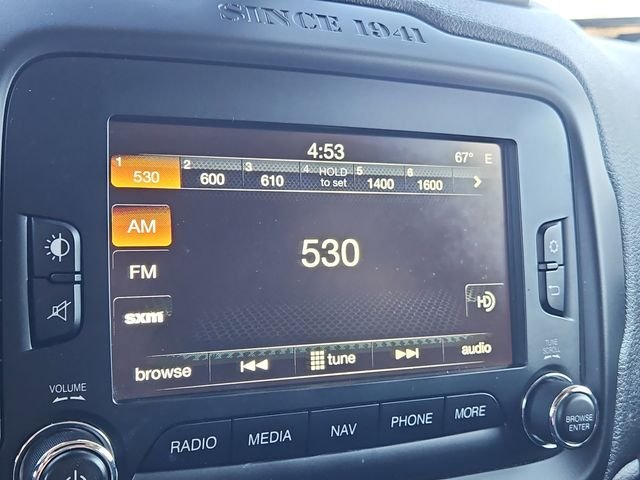 SINCE 1941
4:53
67° E
1 530
2 600
3 610
4 HOLD to set
5 1400
6 1600
AM
530
FM
sxm
HD
browse
tune
audio
VOLUME
TUNE
SCROLL
RADIO
MEDIA
NAV
PHONE
MORE
BROWSE
ENTER